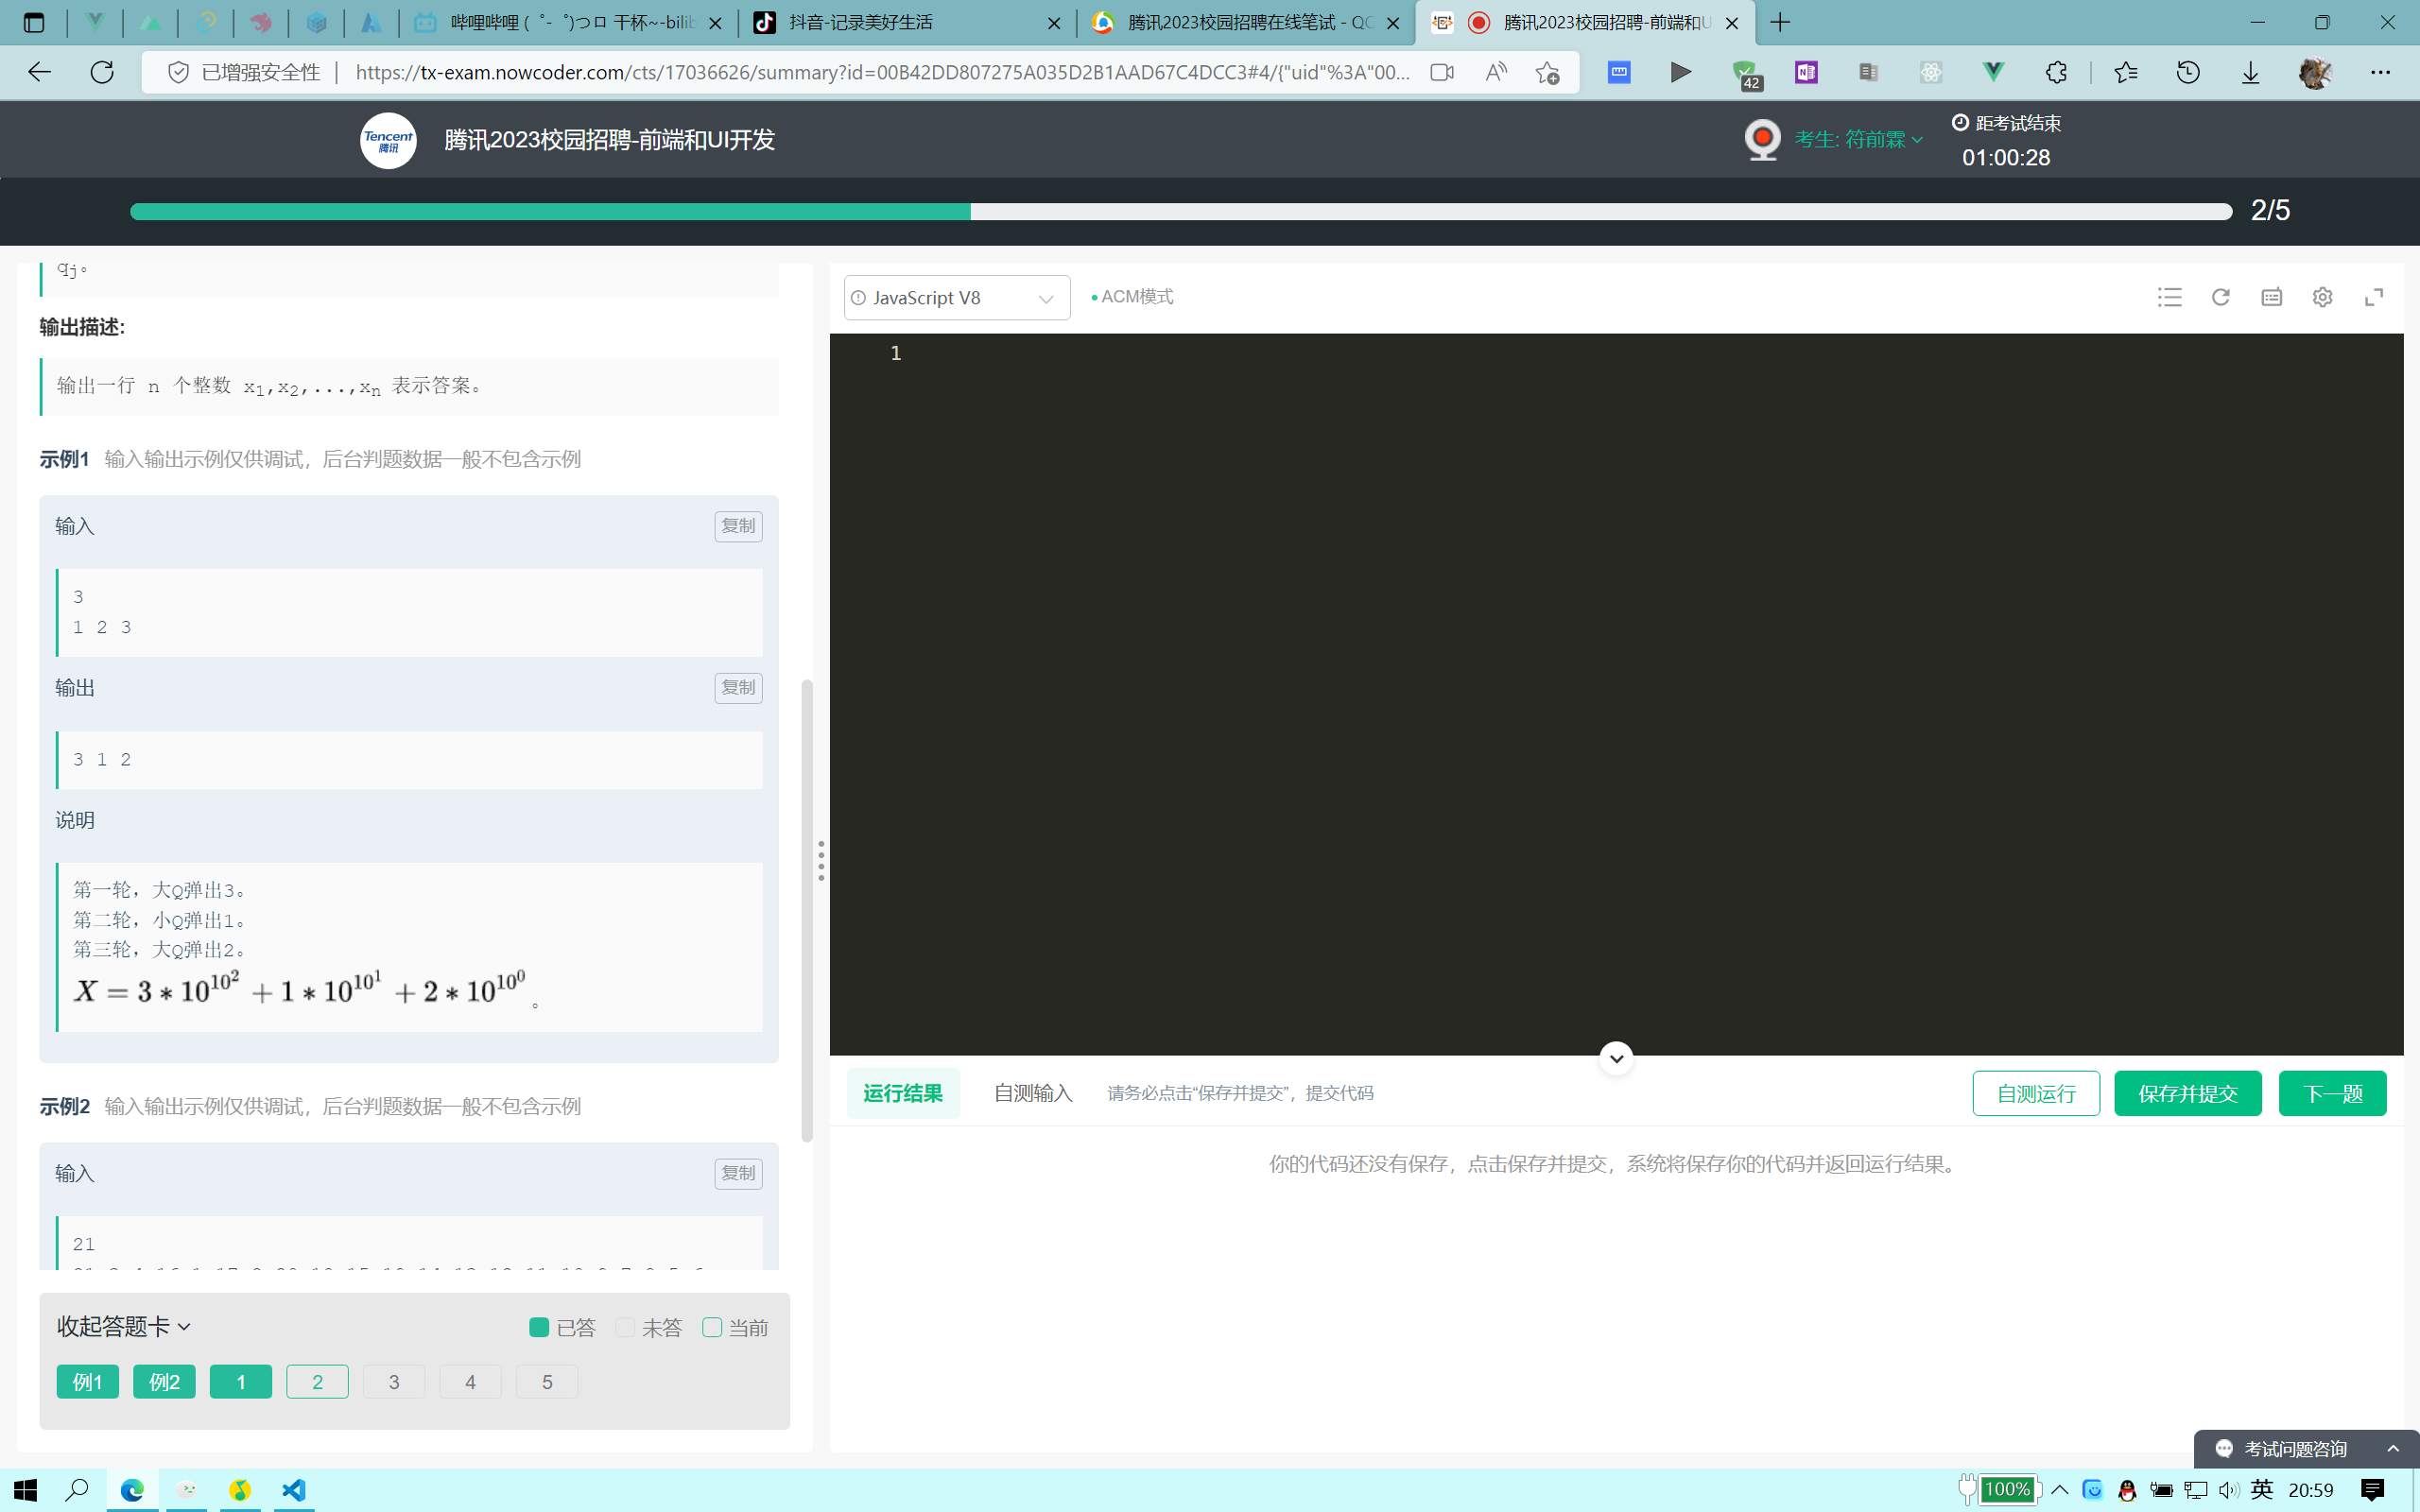 哔哩哔哩 (゜-゜)つロ 干杯~-bilib
抖音-记录美好生活
腾讯2023校园招聘在线笔试 - QC
腾讯2023校园招聘-前端和U
已增强安全性
https://tx-exam.nowcoder.com/cts/17036626/summary?id=00B42DD807275A035D2B1AAD67C4DCC3#4/{"uid"%3A"00...
42
Tencent
腾讯
腾讯2023校园招聘-前端和UI开发
考生: 符前霖
距考试结束
01:00:28
2/5
qj。
输出描述:
输出一行 n 个整数 x1,x2,...,xn 表示答案。
示例1 输入输出示例仅供调试，后台判题数据一般不包含示例
输入
复制
3
1 2 3
输出
复制
3 1 2
说明
第一轮，大Q弹出3。
第二轮，小Q弹出1。
第三轮，大Q弹出2。
X = 3 * 10^{10^2} + 1 * 10^{10^1} + 2 * 10^{10^0} 。
示例2 输入输出示例仅供调试，后台判题数据一般不包含示例
输入
复制
21
收起答题卡
已答 未答 当前
例1 例2 1 2 3 4 5
JavaScript V8
ACM模式
1
运行结果
自测输入
请务必点击“保存并提交”，提交代码
自测运行
保存并提交
下一题
你的代码还没有保存，点击保存并提交，系统将保存你的代码并返回运行结果。
考试问题咨询
100%
英
20:59